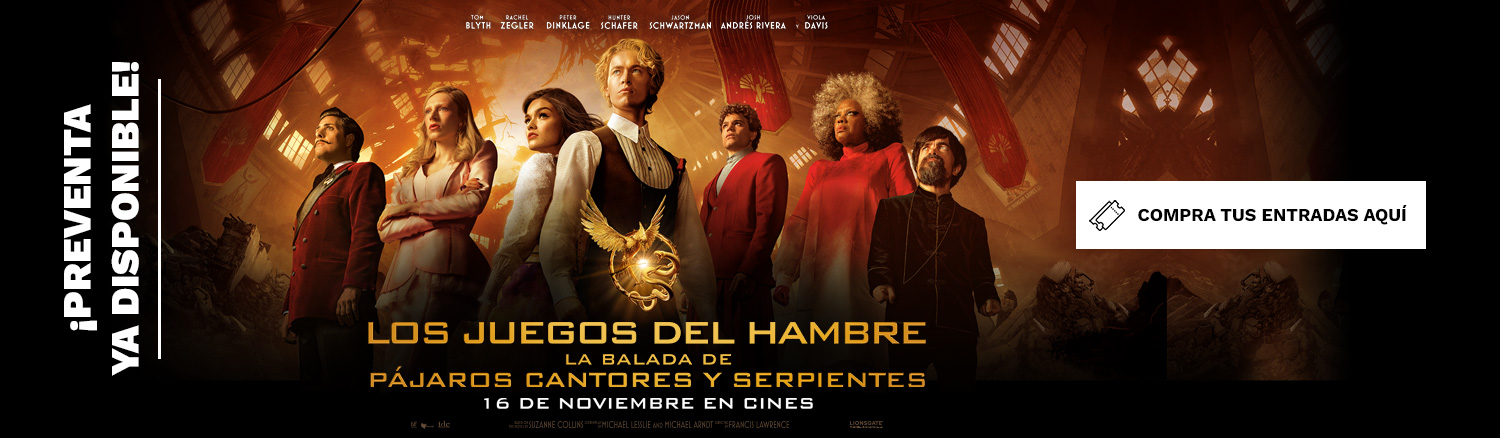 ¡PREVENTA
YA DISPONIBLE!
TOM BLYTH RACHEL ZEGLER PETER DINKLAGE HUNTER SCHAFER JASON SCHWARTZMAN JOSH ANDRÉS RIVERA Y VIOLA DAVIS
COMPRA TUS ENTRADAS AQUÍ
LOS JUEGOS DEL HAMBRE
LA BALADA DE
PÁJAROS CANTORES Y SERPIENTES
16 DE NOVIEMBRE EN CINES
SUZANNE COLLINS MICHAEL LESSLIE AND MICHAEL ARNDT FRANCIS LAWRENCE LIONSGATE